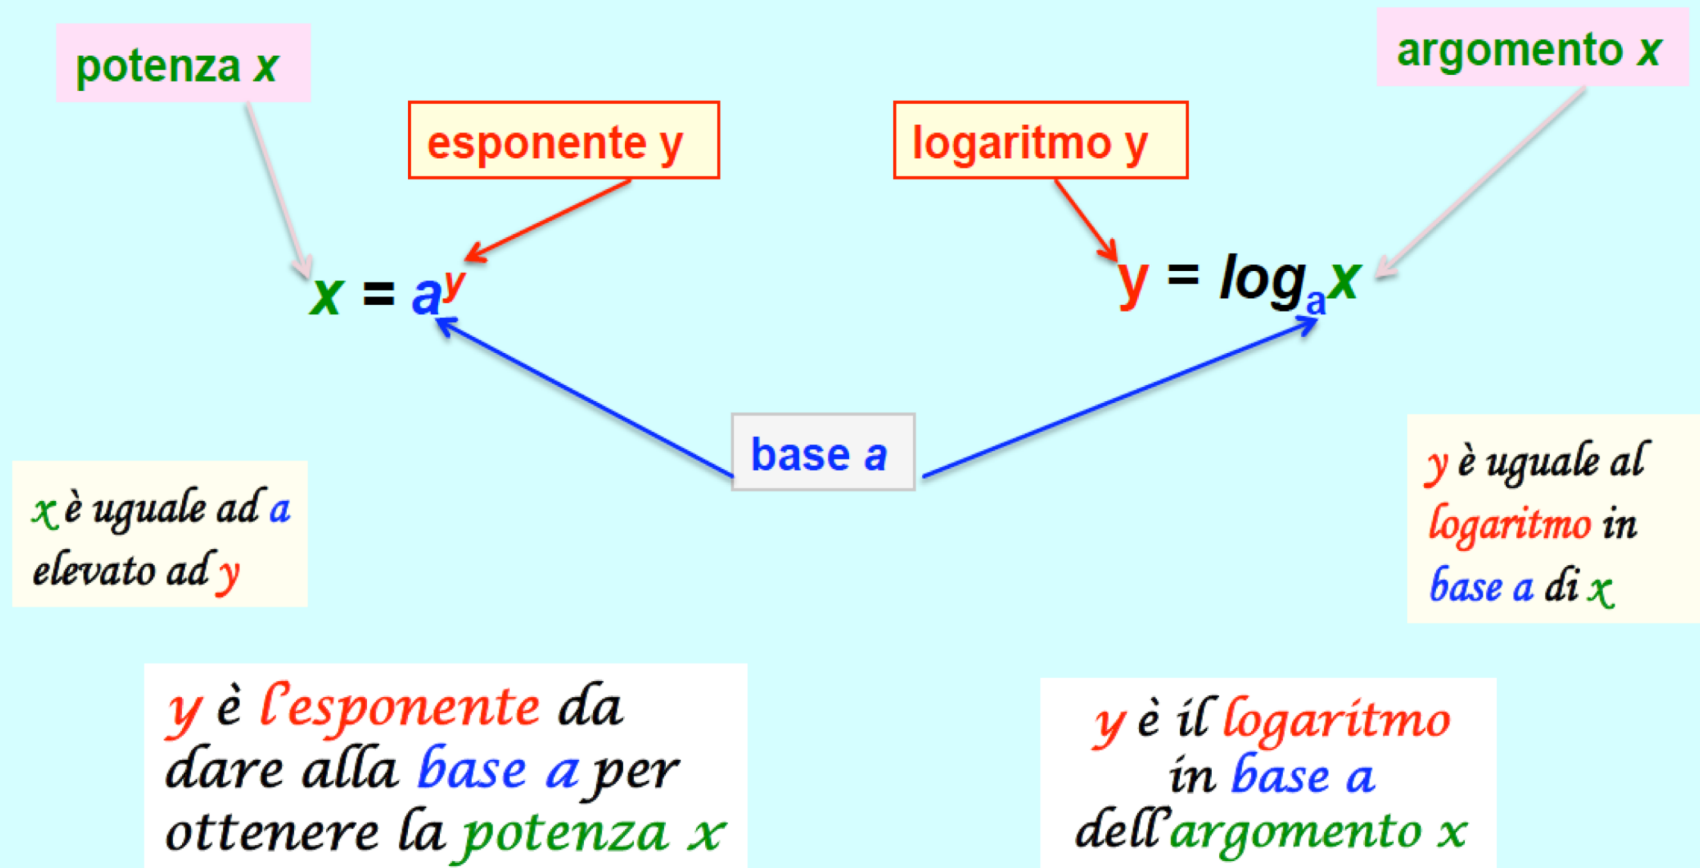 potenza x
argomento x
esponente y
logaritmo y
x = a^y
y = log_a x
base a
x è uguale ad a
elevato ad y
y è uguale al
logaritmo in
base a di x
y è l'esponente da
dare alla base a per
ottenere la potenza x
y è il logaritmo
in base a
dell'argomento x